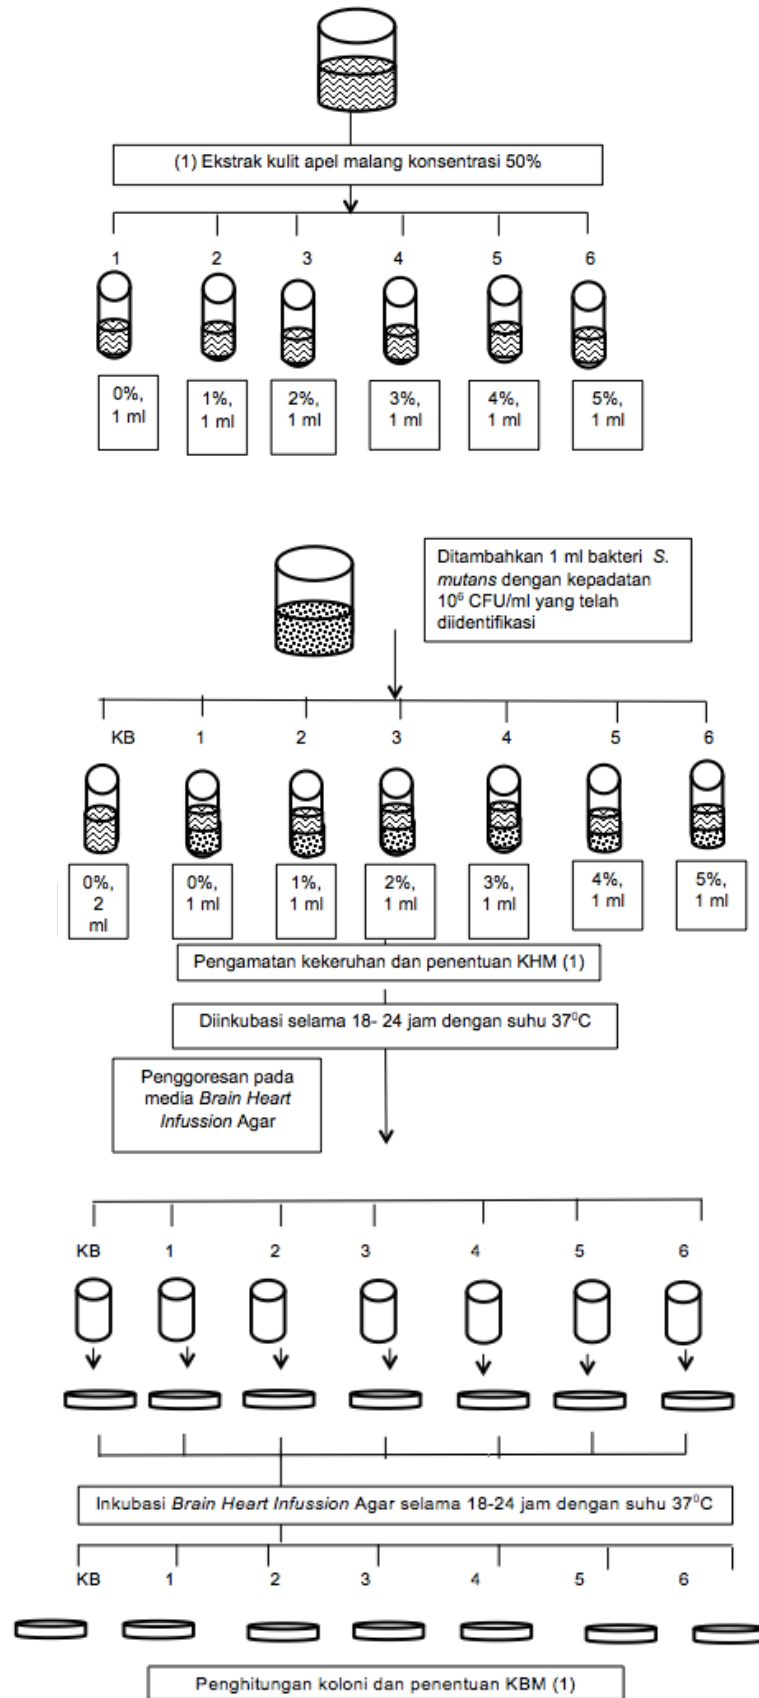 (1) Ekstrak kulit apel malang konsentrasi 50%
1 2 3 4 5 6
0%, 1%, 2%, 3%, 4%, 5%,
1 ml 1 ml 1 ml 1 ml 1 ml 1 ml
Ditambahkan 1 ml bakteri S.
mutans dengan kepadatan
10⁶ CFU/ml yang telah
diidentifikasi
KB 1 2 3 4 5 6
0%, 0%, 1%, 2%, 3%, 4%, 5%,
2 1 ml 1 ml 1 ml 1 ml 1 ml 1 ml
ml
Pengamatan kekeruhan dan penentuan KHM (1)
Diinkubasi selama 18- 24 jam dengan suhu 37⁰C
Penggoresan pada
media Brain Heart
Infussion Agar
KB 1 2 3 4 5 6
Inkubasi Brain Heart Infussion Agar selama 18-24 jam dengan suhu 37⁰C
KB 1 2 3 4 5 6
Penghitungan koloni dan penentuan KBM (1)